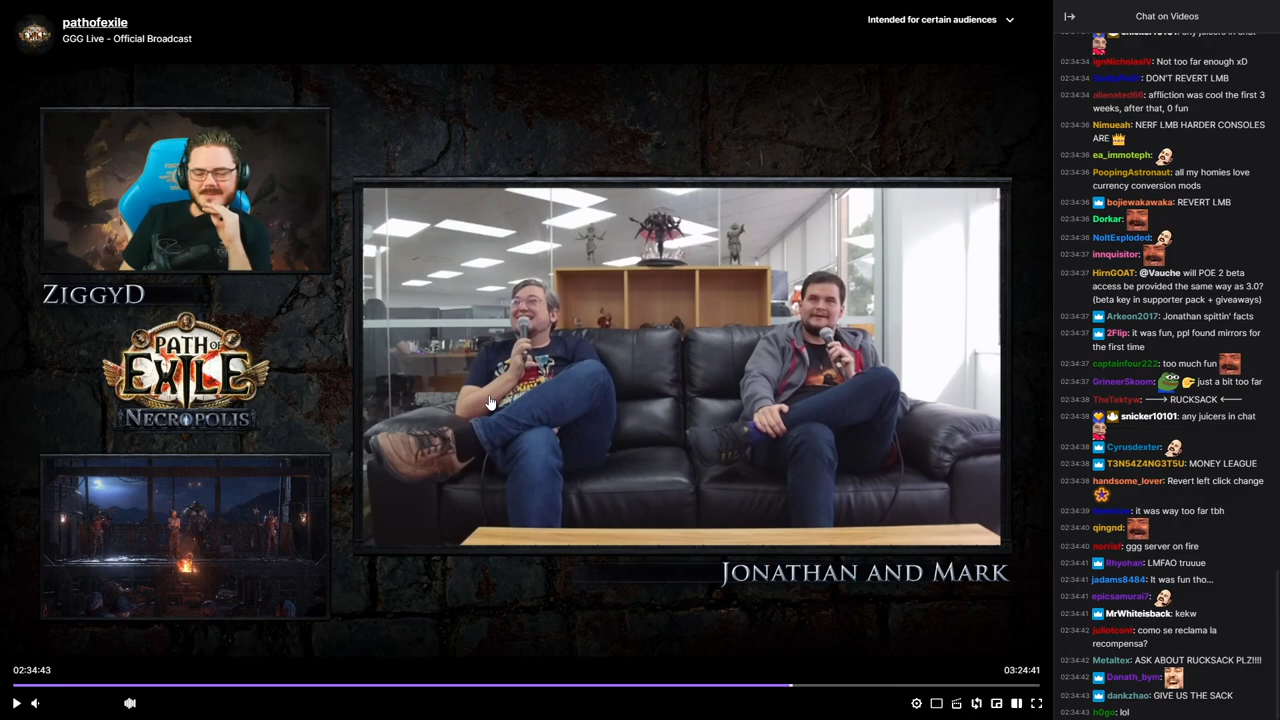 pathofexile
GGG Live - Official Broadcast
Intended for certain audiences
ZiggyD
PATH OF
EXILE
NECROPOLIS
Jonathan and Mark
02:34:43
03:24:41
Chat on Videos
snicker10101: any juicers in chat
02:34:34 ignNicholasIV: Not too far enough xD
02:34:34 : DON'T REVERT LMB
02:34:34 alienated66: affliction was cool the first 3
weeks, after that, 0 fun
02:34:36 Nimueah: NERF LMB HARDER CONSOLES
ARE
02:34:36 ea_immoteph:
02:34:36 PoopingAstronaut: all my homies love
currency conversion mods
02:34:36 bojiewakawaka: REVERT LMB
02:34:36 Dorkar:
02:34:36 NoltExploded:
02:34:37 innquisitor:
02:34:37 HirnGOAT: @Vauche will POE 2 beta
access be provided the same way as 3.0?
(beta key in supporter pack + giveaways)
02:34:37 Arkeon2017: Jonathan spittin' facts
02:34:37 2Flip: it was fun, ppl found mirrors for
the first time
02:34:37 captainfour222: too much fun
02:34:37 GrineerSkoom: just a bit too far
02:34:38 TheTektyw: ---> RUCKSACK <---
02:34:38 snicker10101: any juicers in chat
02:34:38 Cyrusdexter:
02:34:38 T3N54Z4NG3T5U: MONEY LEAGUE
02:34:38 handsome_lover: Revert left click change
02:34:39 : it was way too far tbh
02:34:40 qingnd:
02:34:40 : ggg server on fire
02:34:41 Rhyohan: LMFAO truuue
02:34:41 jadams8484: It was fun tho...
02:34:41 epicsamurai7:
02:34:41 MrWhiteisback: kekw
02:34:42 : como se reclama la
recompensa?
02:34:42 Metaltex: ASK ABOUT RUCKSACK PLZ!!!!
02:34:42 Danath_bym:
02:34:43 dankzhao: GIVE US THE SACK
02:34:43 h0go: lol